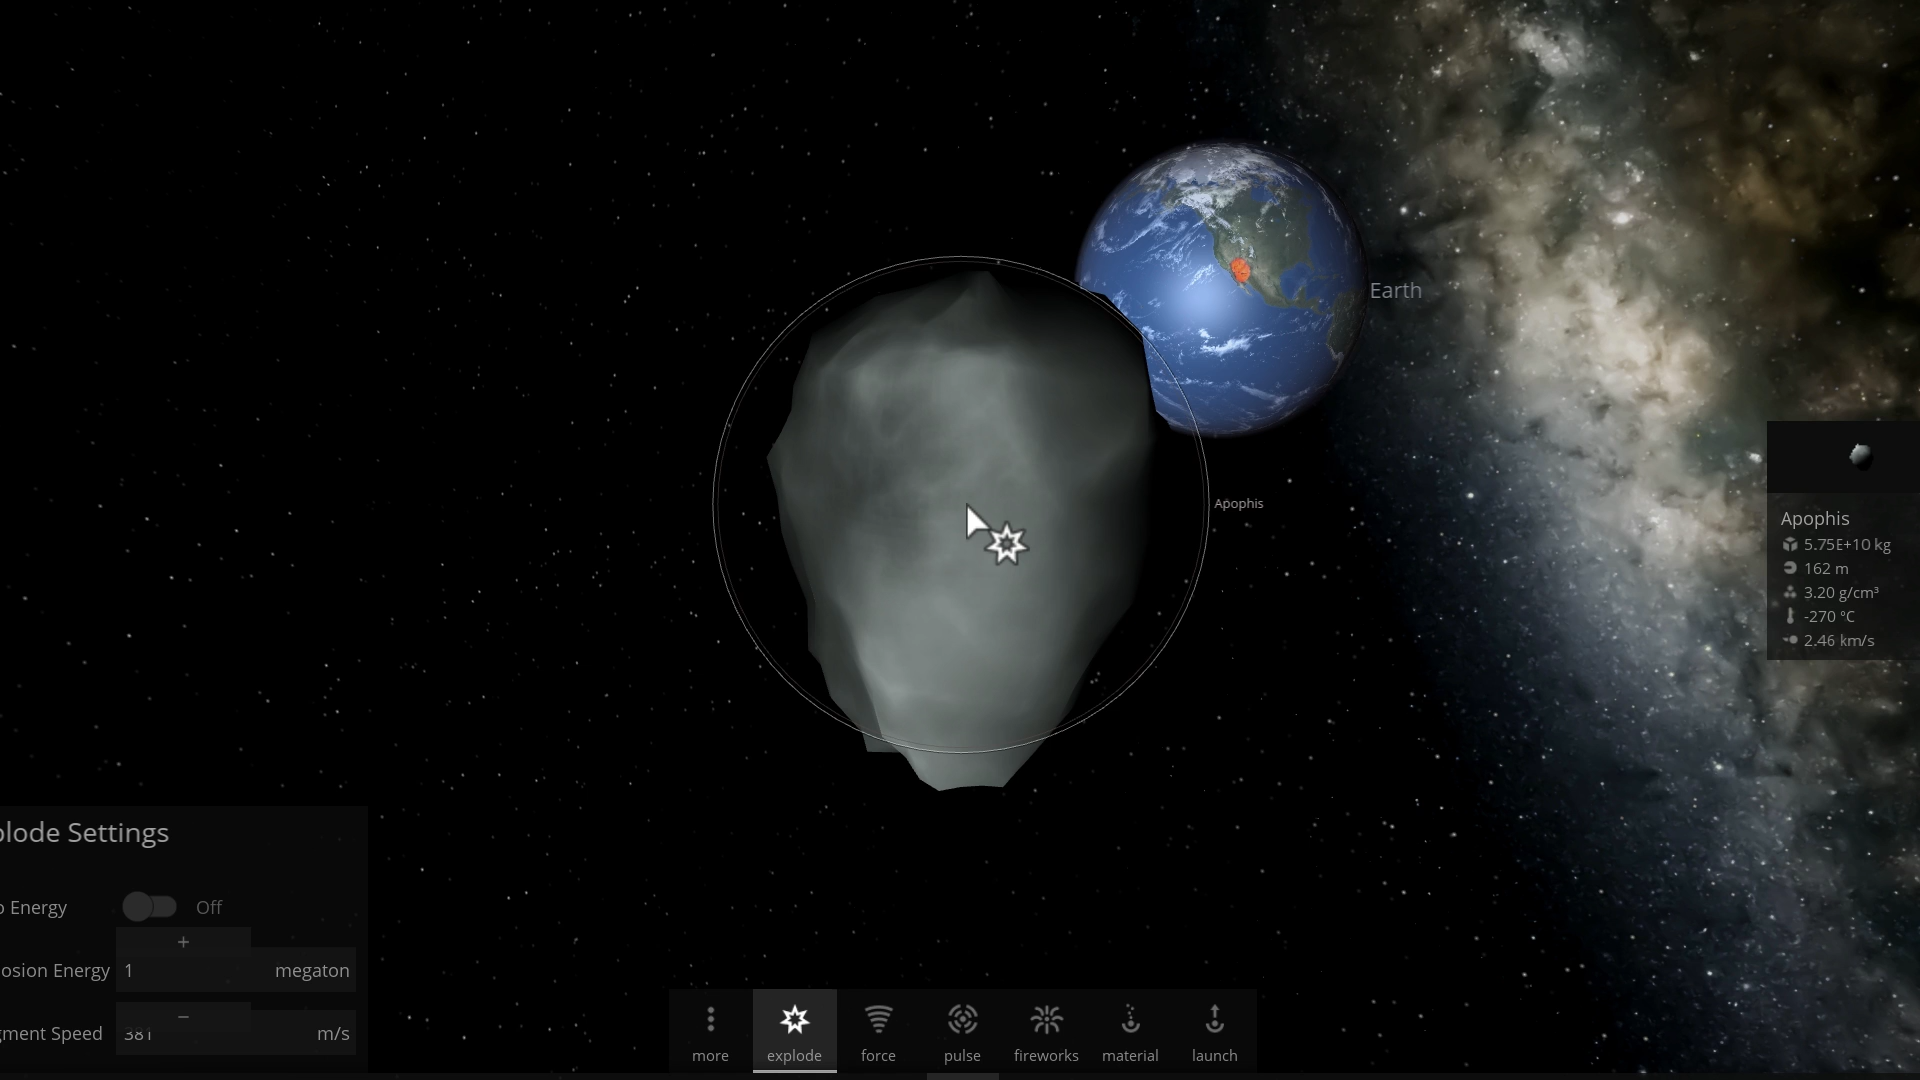 Earth
Apophis
Apophis
5.75E+10 kg
162 m
3.20 g/cm³
-270 °C
2.46 km/s
plode Settings
o Energy Off
+
osion Energy 1 megaton
−
gment Speed 381 m/s
more explode force pulse fireworks material launch